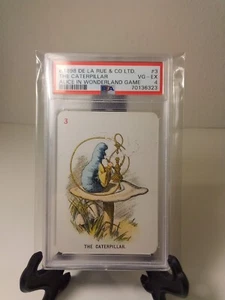 1898 DE LA RUE & CO LTD. #3
THE CATERPILLAR VG-EX
ALICE IN WONDERLAND GAME 4
PSA 70136323
3
THE CATERPILLAR